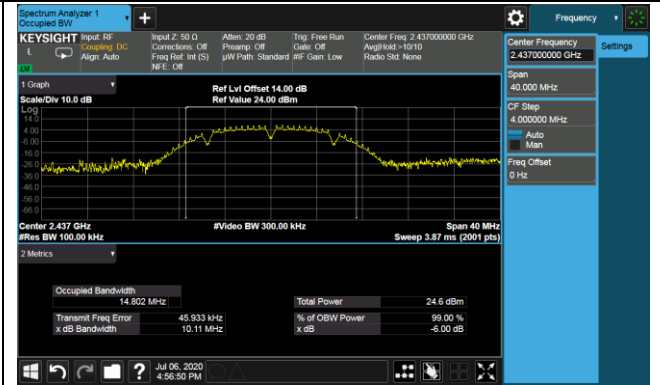 Spectrum Analyzer 1
Occupied BW
Frequency
KEYSIGHT
L
Input: RF
Coupling: DC
Align: Auto
Input Z: 50 Ω
Corrections: Off
Freq Ref: Int (S)
NFE: Off
Atten: 20 dB
Preamp: Off
µW Path: Standard
Trig: Free Run
Gate: Off
#IF Gain: Low
Center Freq: 2.437000000 GHz
Avg|Hold:>10/10
Radio Std: None
Center Frequency
2.437000000 GHz
Settings
Span
40.000 MHz
CF Step
4.000000 MHz
Auto
Man
Freq Offset
0 Hz
1 Graph
Scale/Div 10.0 dB
Ref Lvl Offset 14.00 dB
Ref Value 24.00 dBm
Log
14.0
4.00
-6.00
-16.0
-26.0
-36.0
-46.0
-56.0
-66.0
Center 2.437 GHz
#Res BW 100.00 kHz
#Video BW 300.00 kHz
Span 40 MHz
Sweep 3.87 ms (2001 pts)
2 Metrics
Occupied Bandwidth
14.802 MHz
Total Power 24.6 dBm
Transmit Freq Error 45.933 kHz
% of OBW Power 99.00 %
x dB Bandwidth 10.11 MHz
x dB -6.00 dB
Jul 06, 2020
4:56:50 PM